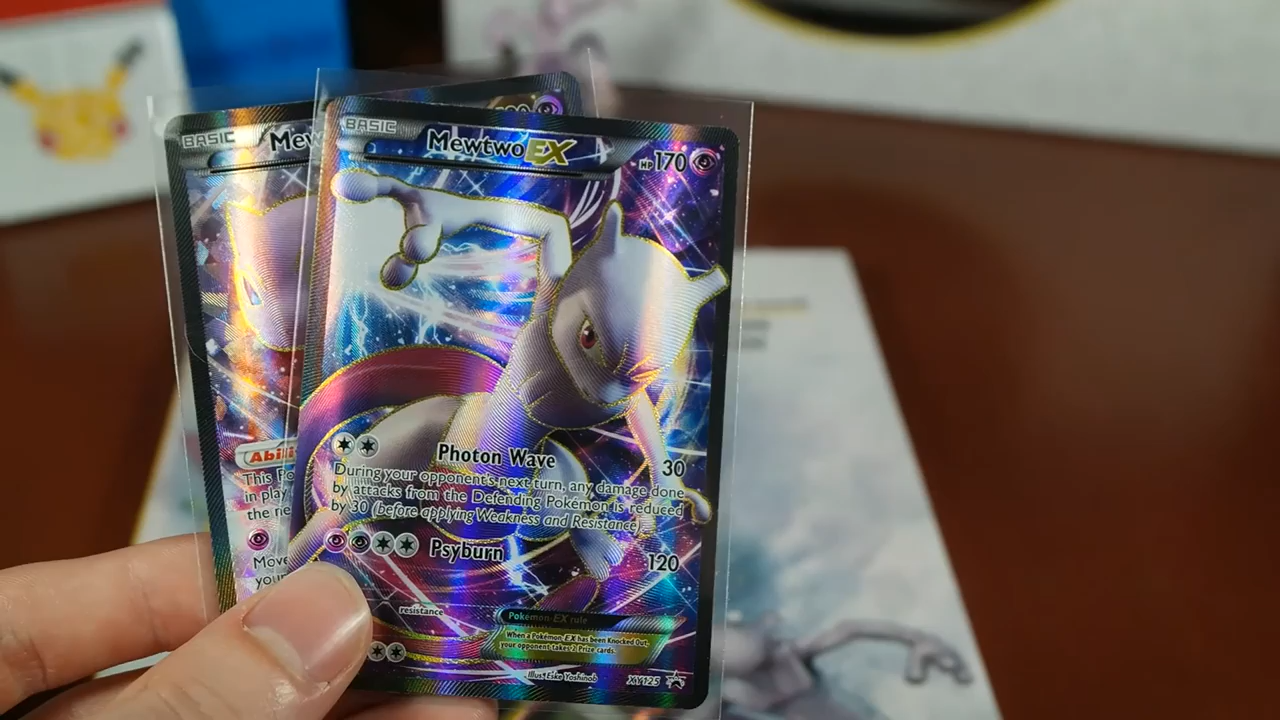 BASIC Mew
BASIC Mewtwo EX HP170
Abili
This Po
in play
the ne
Move
your
Photon Wave 30
During your opponent's next turn, any damage done
by attacks from the Defending Pokémon is reduced
by 30 (before applying Weakness and Resistance).
Psyburn 120
resistance
Pokémon-EX rule
When a Pokémon-EX has been Knocked Out,
your opponent takes 2 Prize cards.
Illus. Eske Yoshinob
XY125